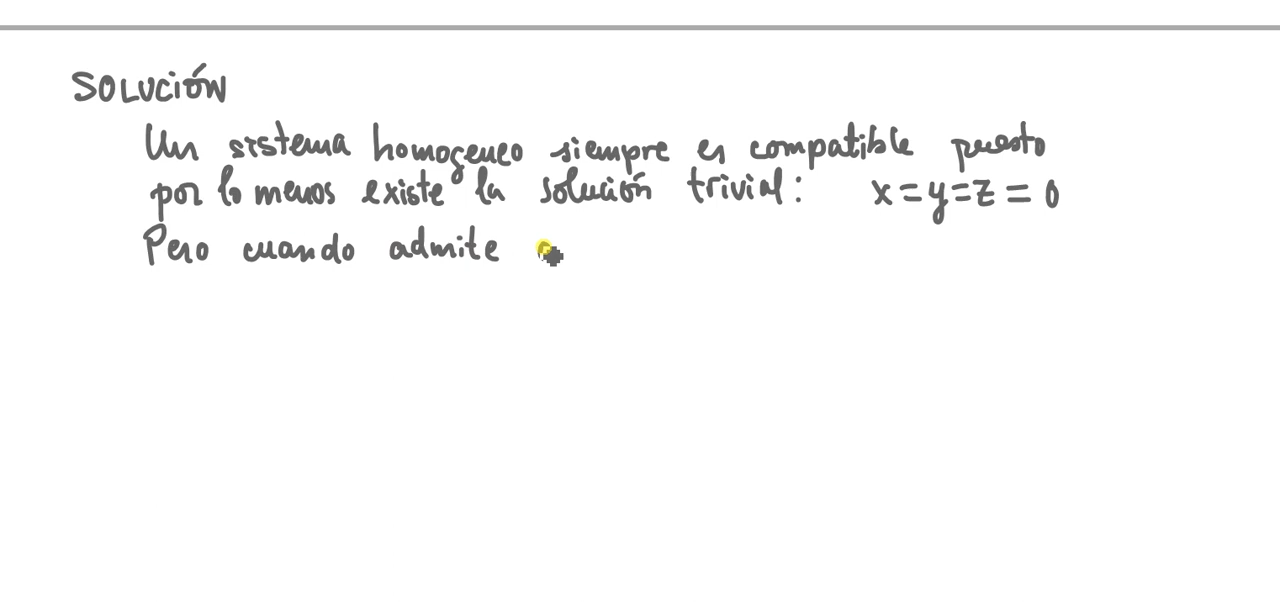 SOLUCIÓN
Un sistema homogeneo siempre es compatible puesto
por lo menos existe la solución trivial: x = y = z = 0
Pero cuando admite